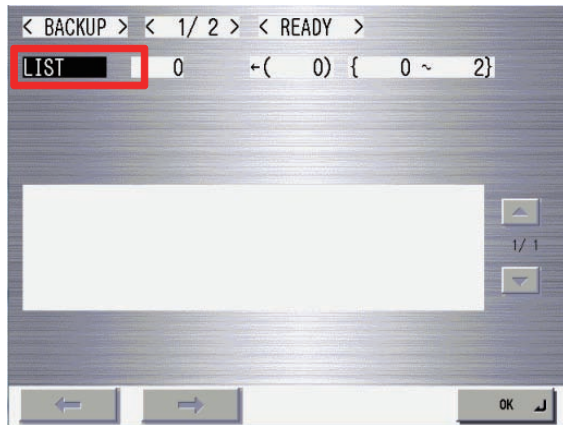 < BACKUP > < 1/ 2 > < READY >
LIST 0 ←( 0) { 0 ~ 2}
1/ 1
OK